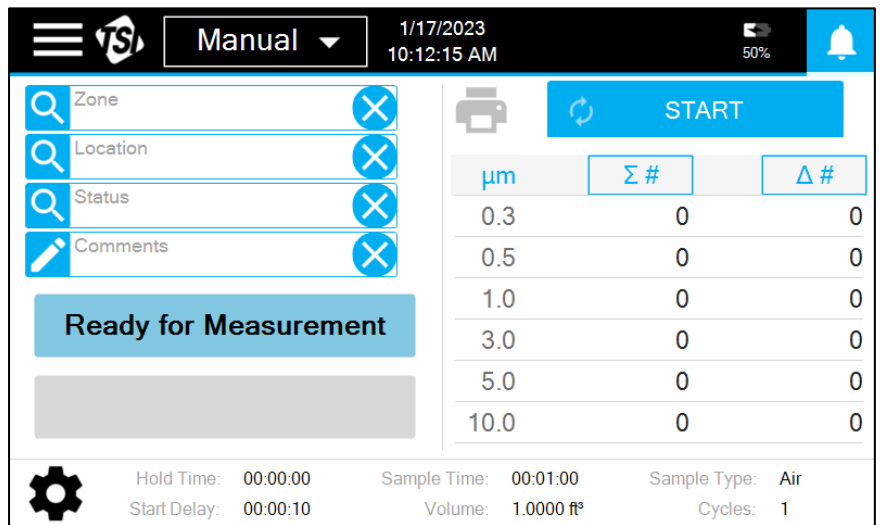 TSI Manual 1/17/2023
10:12:15 AM 50%
Zone
Location
Status
Comments
Ready for Measurement
START
µm Σ # Δ #
0.3 0 0
0.5 0 0
1.0 0 0
3.0 0 0
5.0 0 0
10.0 0 0
Hold Time: 00:00:00 Sample Time: 00:01:00 Sample Type: Air
Start Delay: 00:00:10 Volume: 1.0000 ft³ Cycles: 1